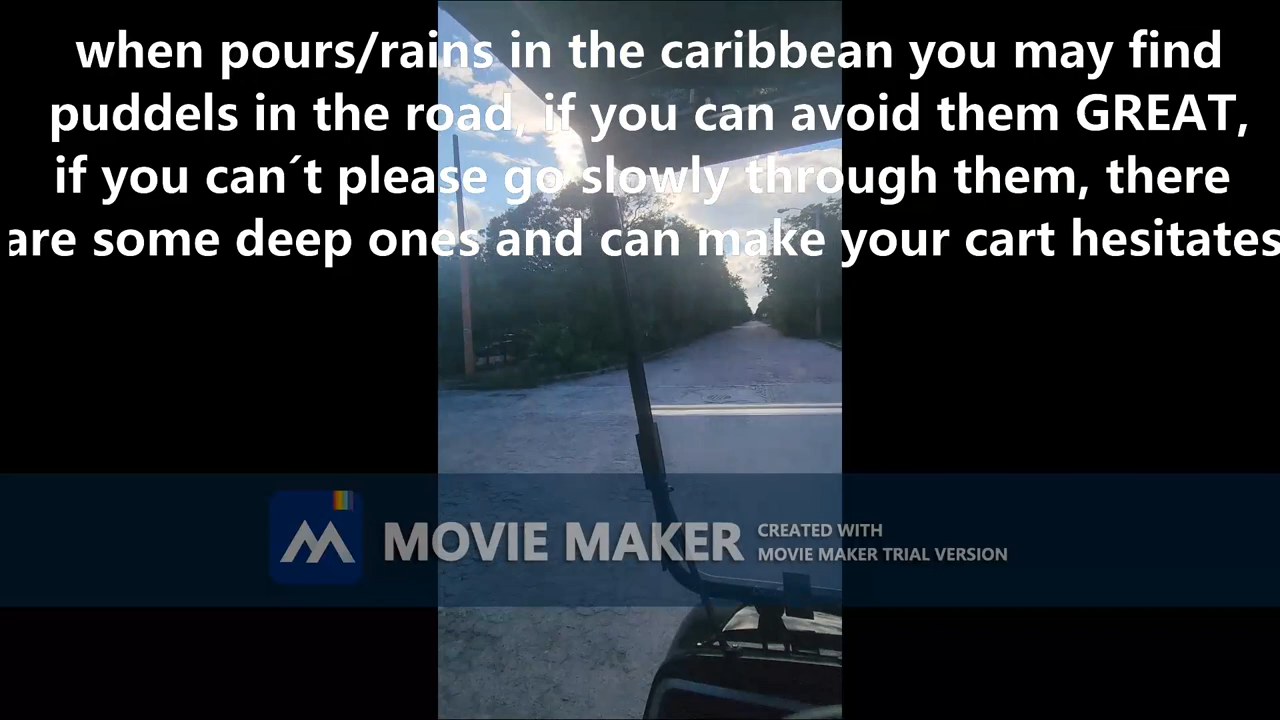 when pours/rains in the caribbean you may find
puddels in the road, if you can avoid them GREAT,
if you can´t please go slowly through them, there
are some deep ones and can make your cart hesitates
MOVIE MAKER
CREATED WITH
MOVIE MAKER TRIAL VERSION